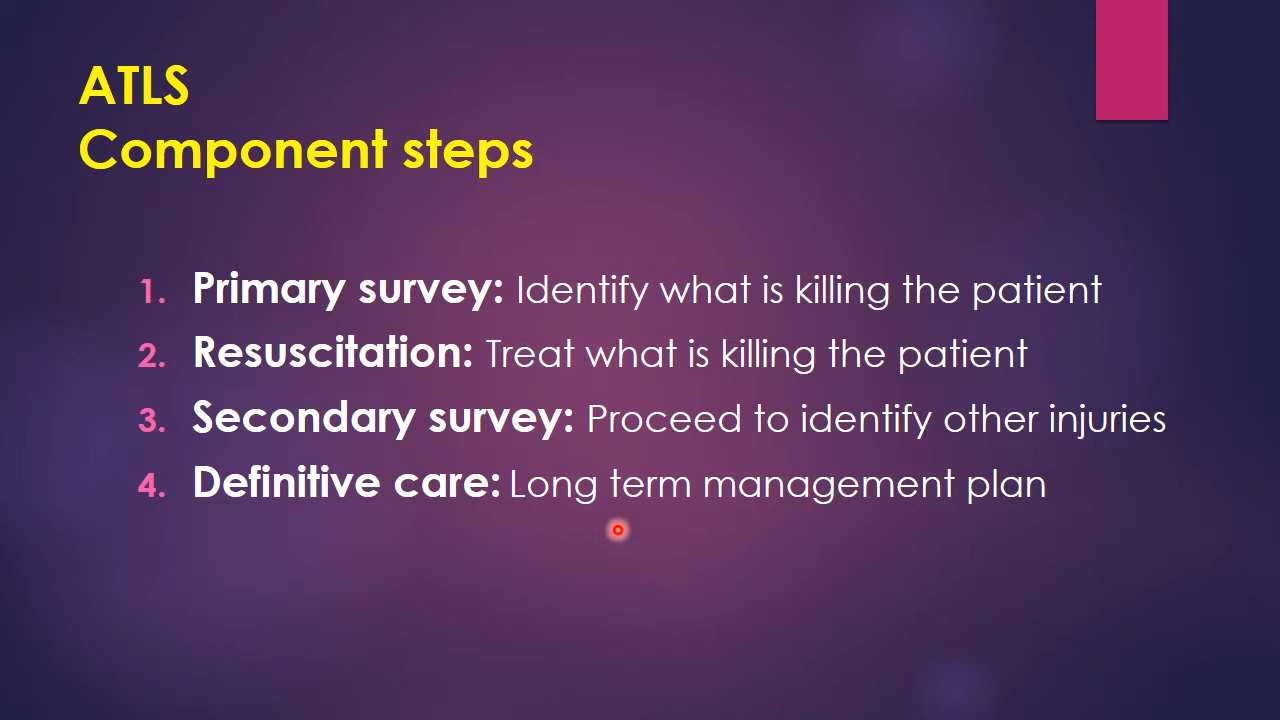 ATLS
Component steps
1. Primary survey: Identify what is killing the patient
2. Resuscitation: Treat what is killing the patient
3. Secondary survey: Proceed to identify other injuries
4. Definitive care: Long term management plan